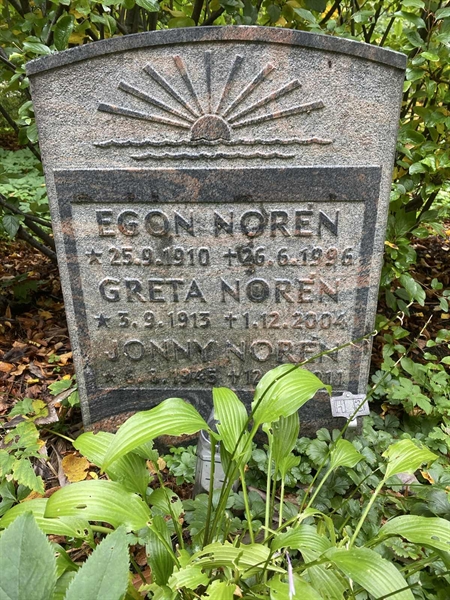 EGON NORÉN
★ 25.9.1910 ✝ 26.6.1996
GRETA NORÉN
★ 3.9.1913 ✝ 1.12.2004
JONNY NORÉN